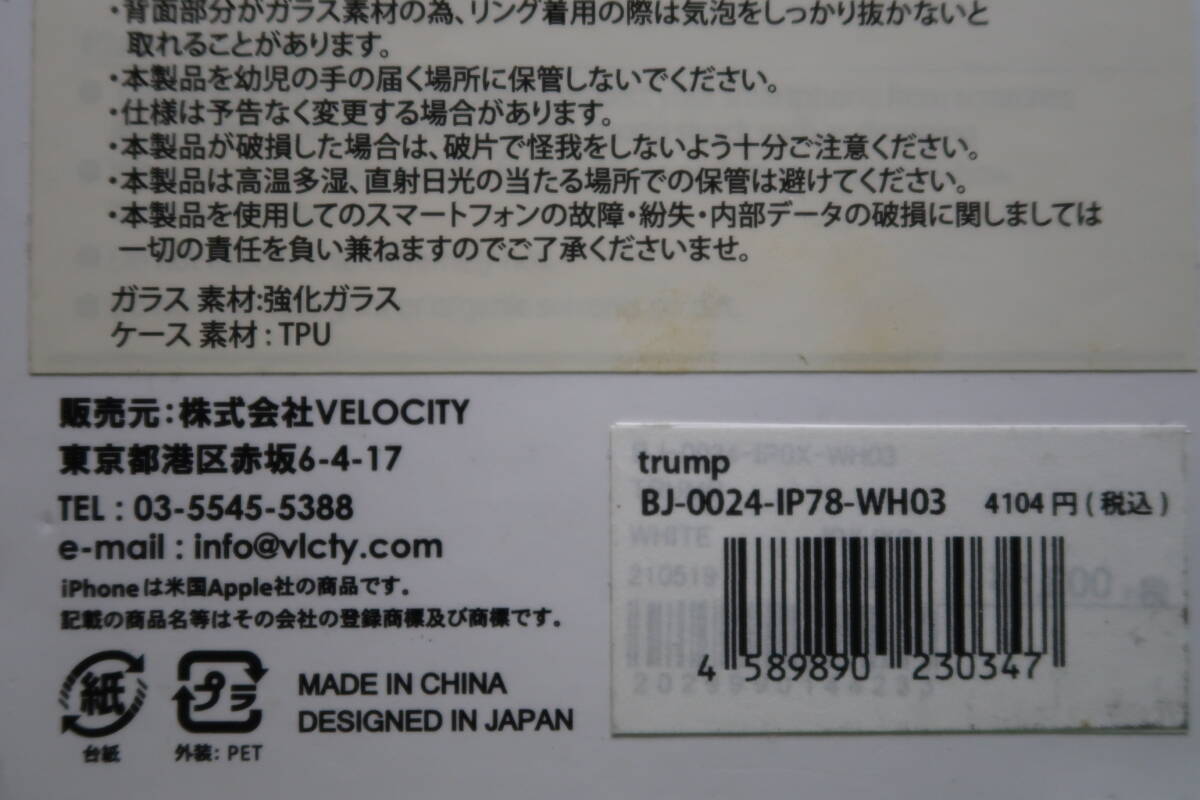 ・背面部分がガラス素材の為、リング着用の際は気泡をしっかり抜かないと
取れることがあります。
・本製品を幼児の手の届く場所に保管しないでください。
・仕様は予告なく変更する場合があります。
・本製品が破損した場合は、破片で怪我をしないよう十分ご注意ください。
・本製品は高温多湿、直射日光の当たる場所での保管は避けてください。
・本製品を使用してのスマートフォンの故障・紛失・内部データの破損に関しましては
一切の責任を負い兼ねますのでご了承くださいませ。
ガラス 素材:強化ガラス
ケース 素材 : TPU
販売元:株式会社VELOCITY
東京都港区赤坂6-4-17
TEL : 03-5545-5388
e-mail : info@vlcty.com
iPhoneは米国Apple社の商品です。
記載の商品名等はその会社の登録商標及び商標です。
紙
台紙
プラ
外装: PET
MADE IN CHINA
DESIGNED IN JAPAN
trump
BJ-0024-IP78-WH03 4104 円 ( 税込 )
WHITE
210519
4 589890 230347